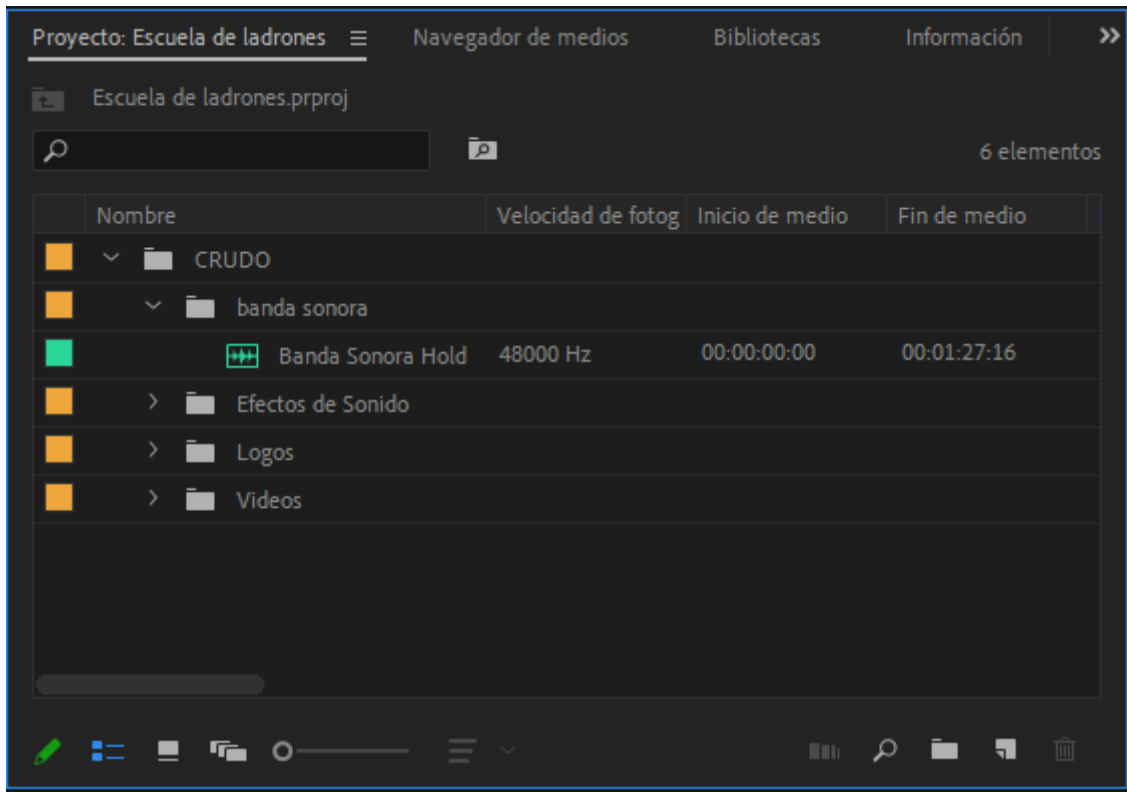 Proyecto: Escuela de ladrones Navegador de medios Bibliotecas Información
Escuela de ladrones.prproj
6 elementos
Nombre Velocidad de fotog Inicio de medio Fin de medio
CRUDO
banda sonora
Banda Sonora Hold 48000 Hz 00:00:00:00 00:01:27:16
Efectos de Sonido
Logos
Videos